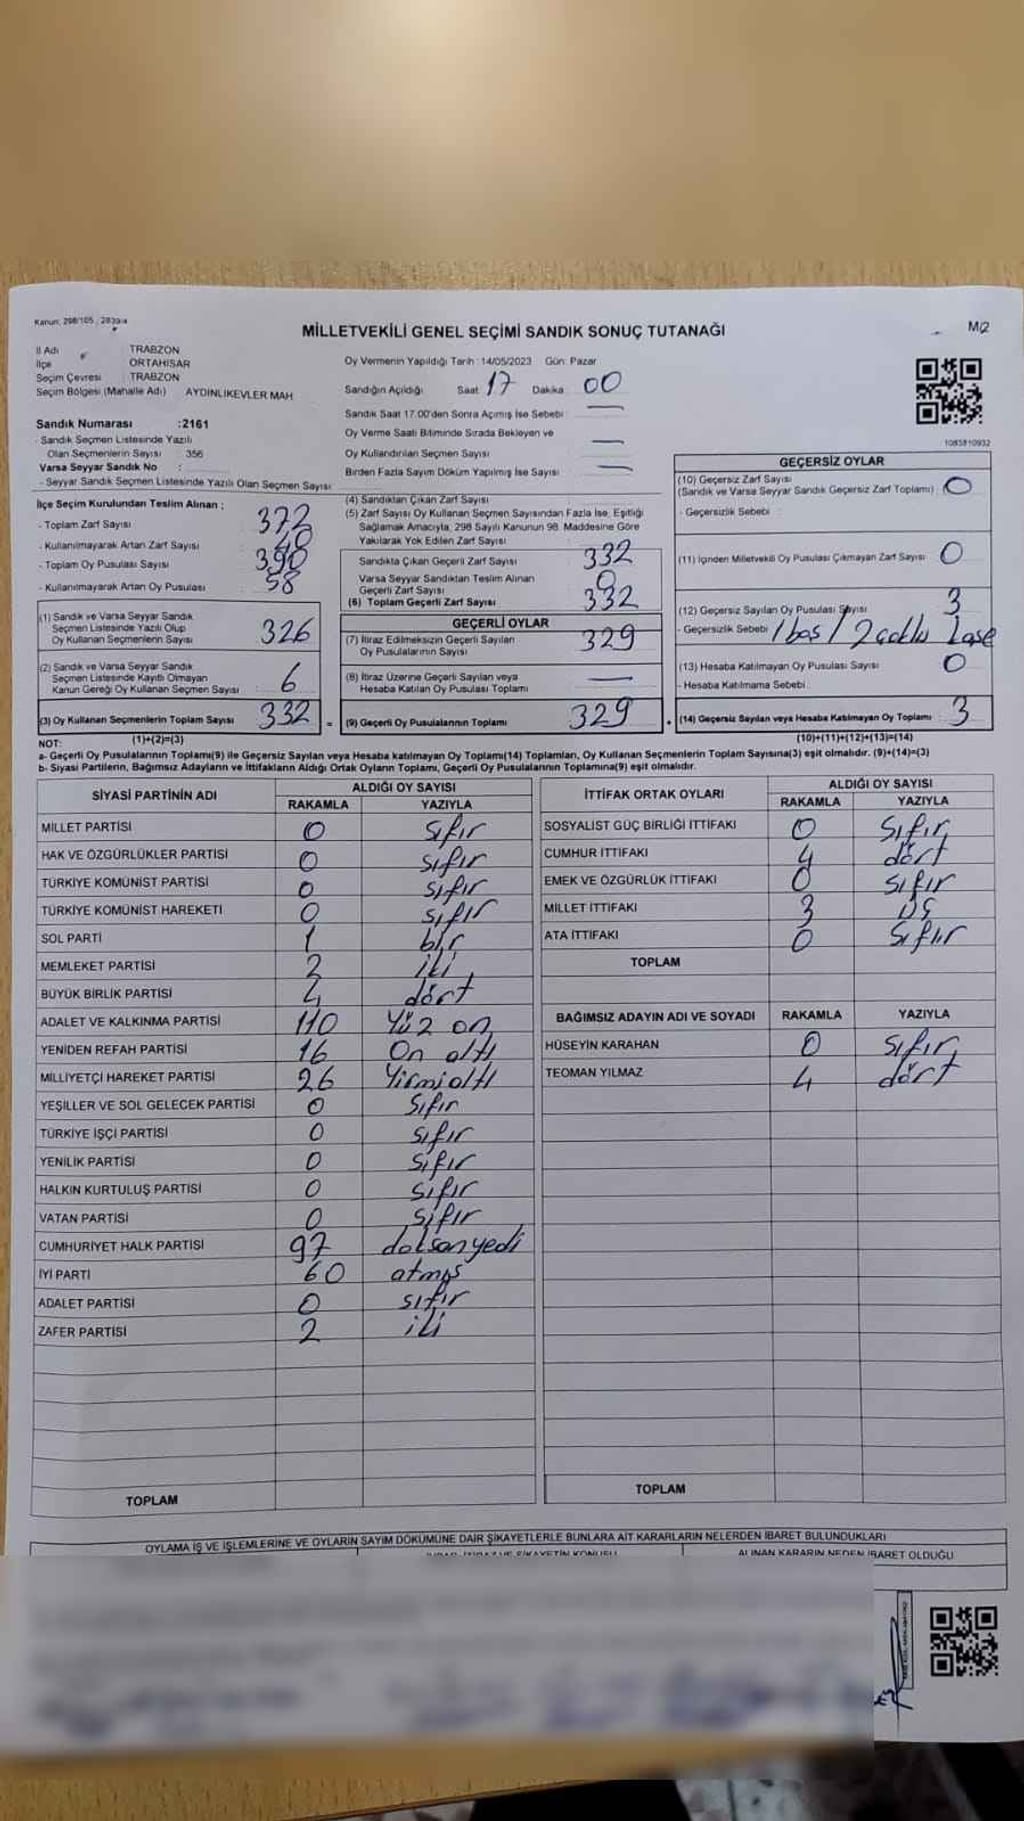 Kanun: 298/105
MİLLETVEKİLİ GENEL SEÇİMİ SANDIK SONUÇ TUTANAĞI
M/2
İl Adı TRABZON
İlçe ORTAHİSAR
Seçim Çevresi TRABZON
Seçim Bölgesi (Mahalle Adı) AYDINLIKEVLER MAH
Sandık Numarası :2161
- Sandık Seçmen Listesinde Yazılı
Olan Seçmenlerin Sayısı 356
Varsa Seyyar Sandık No :
- Seyyar Sandık Seçmen Listesinde Yazılı Olan Seçmen Sayısı
Oy Vermenin Yapıldığı Tarih : 14/05/2023 Gün: Pazar
Sandığın Açıldığı Saat 17 Dakika 00
Sandık Saat 17.00'den Sonra Açılmış İse Sebebi —
Oy Verme Saati Bitiminde Sırada Bekleyen ve
Oy Kullandırılan Seçmen Sayısı —
Birden Fazla Sayım Döküm Yapılmış İse Sayısı —
1083810932
İlçe Seçim Kurulundan Teslim Alınan :
- Toplam Zarf Sayısı : 372
- Kullanılmayarak Artan Zarf Sayısı : 40
- Toplam Oy Pusulası Sayısı : 390
- Kullanılmayarak Artan Oy Pusulası : 58
(1) Sandık ve Varsa Seyyar Sandık
Seçmen Listesinde Yazılı Olup
Oy Kullanan Seçmenlerin Sayısı : 326
(2) Sandık ve Varsa Seyyar Sandık
Seçmen Listesinde Kayıtlı Olmayan
Kanun Gereği Oy Kullanan Seçmen Sayısı : 6
(3) Oy Kullanan Seçmenlerin Toplam Sayısı : 332
(1)+(2)=(3)
(4) Sandıktan Çıkan Zarf Sayısı
(5) Zarf Sayısı Oy Kullanan Seçmen Sayısından Fazla İse, Eşitliği
Sağlamak Amacıyla, 298 Sayılı Kanunun 98. Maddesine Göre
Yakılarak Yok Edilen Zarf Sayısı
Sandıkta Çıkan Geçerli Zarf Sayısı 332
Varsa Seyyar Sandıktan Teslim Alınan
Geçerli Zarf Sayısı 0
(6) Toplam Geçerli Zarf Sayısı 332
GEÇERLİ OYLAR
(7) İtiraz Edilmeksizin Geçerli Sayılan
Oy Pusulalarının Sayısı 329
(8) İtiraz Üzerine Geçerli Sayılan veya
Hesaba Katılan Oy Pusulası Toplamı —
= (9) Geçerli Oy Pusulalarının Toplamı 329
GEÇERSİZ OYLAR
(10) Geçersiz Zarf Sayısı
(Sandık ve Varsa Seyyar Sandık Geçersiz Zarf Toplamı) 0
- Geçersizlik Sebebi :
(11) İçinden Milletvekili Oy Pusulası Çıkmayan Zarf Sayısı 0
(12) Geçersiz Sayılan Oy Pusulası Sayısı 3
- Geçersizlik Sebebi 1 boş / 2 çoklu kaşe
(13) Hesaba Katılmayan Oy Pusulası Sayısı 0
- Hesaba Katılmama Sebebi
(14) Geçersiz Sayılan veya Hesaba Katılmayan Oy Toplamı : 3
(10)+(11)+(12)+(13)=(14)
NOT:
a- Geçerli Oy Pusulalarının Toplamı(9) ile Geçersiz Sayılan veya Hesaba katılmayan Oy Toplamı(14) Toplamları, Oy Kullanan Seçmenlerin Toplam Sayısına(3) eşit olmalıdır. (9)+(14)=(3)
b- Siyasi Partilerin, Bağımsız Adayların ve İttifakların Aldığı Ortak Oyların Toplamı, Geçerli Oy Pusulalarının Toplamına(9) eşit olmalıdır.
SİYASİ PARTİNİN ADI ALDIĞI OY SAYISI
RAKAMLA YAZIYLA
MİLLET PARTİSİ 0 sıfır
HAK VE ÖZGÜRLÜKLER PARTİSİ 0 sıfır
TÜRKİYE KOMÜNİST PARTİSİ 0 sıfır
TÜRKİYE KOMÜNİST HAREKETİ 0 sıfır
SOL PARTİ 1 bir
MEMLEKET PARTİSİ 2 iki
BÜYÜK BİRLİK PARTİSİ 4 dört
ADALET VE KALKINMA PARTİSİ 110 Yüz on
YENİDEN REFAH PARTİSİ 16 On altı
MİLLİYETÇİ HAREKET PARTİSİ 26 Yirmi altı
YEŞİLLER VE SOL GELECEK PARTİSİ 0 Sıfır
TÜRKİYE İŞÇİ PARTİSİ 0 sıfır
YENİLİK PARTİSİ 0 sıfır
HALKIN KURTULUŞ PARTİSİ 0 sıfır
VATAN PARTİSİ 0 sıfır
CUMHURİYET HALK PARTİSİ 97 doksan yedi
İYİ PARTİ 60 atmış
ADALET PARTİSİ 0 sıfır
ZAFER PARTİSİ 2 iki
TOPLAM
İTTİFAK ORTAK OYLARI ALDIĞI OY SAYISI
RAKAMLA YAZIYLA
SOSYALİST GÜÇ BİRLİĞİ İTTİFAKI 0 Sıfır
CUMHUR İTTİFAKI 4 dört
EMEK VE ÖZGÜRLÜK İTTİFAKI 0 sıfır
MİLLET İTTİFAKI 3 üç
ATA İTTİFAKI 0 sıfır
TOPLAM
BAĞIMSIZ ADAYIN ADI VE SOYADI RAKAMLA YAZIYLA
HÜSEYİN KARAHAN 0 sıfır
TEOMAN YILMAZ 4 dört
TOPLAM
OYLAMA İŞ VE İŞLEMLERİNE VE OYLARIN SAYIM DÖKÜMÜNE DAİR ŞİKAYETLERLE BUNLARA AİT KARARLARIN NELERDEN İBARET BULUNDUKLARI
ALINAN KARARIN NEDEN İBARET OLDUĞU